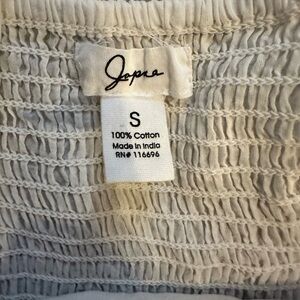 Japna
S
100% Cotton
Made in India
RN# 116696